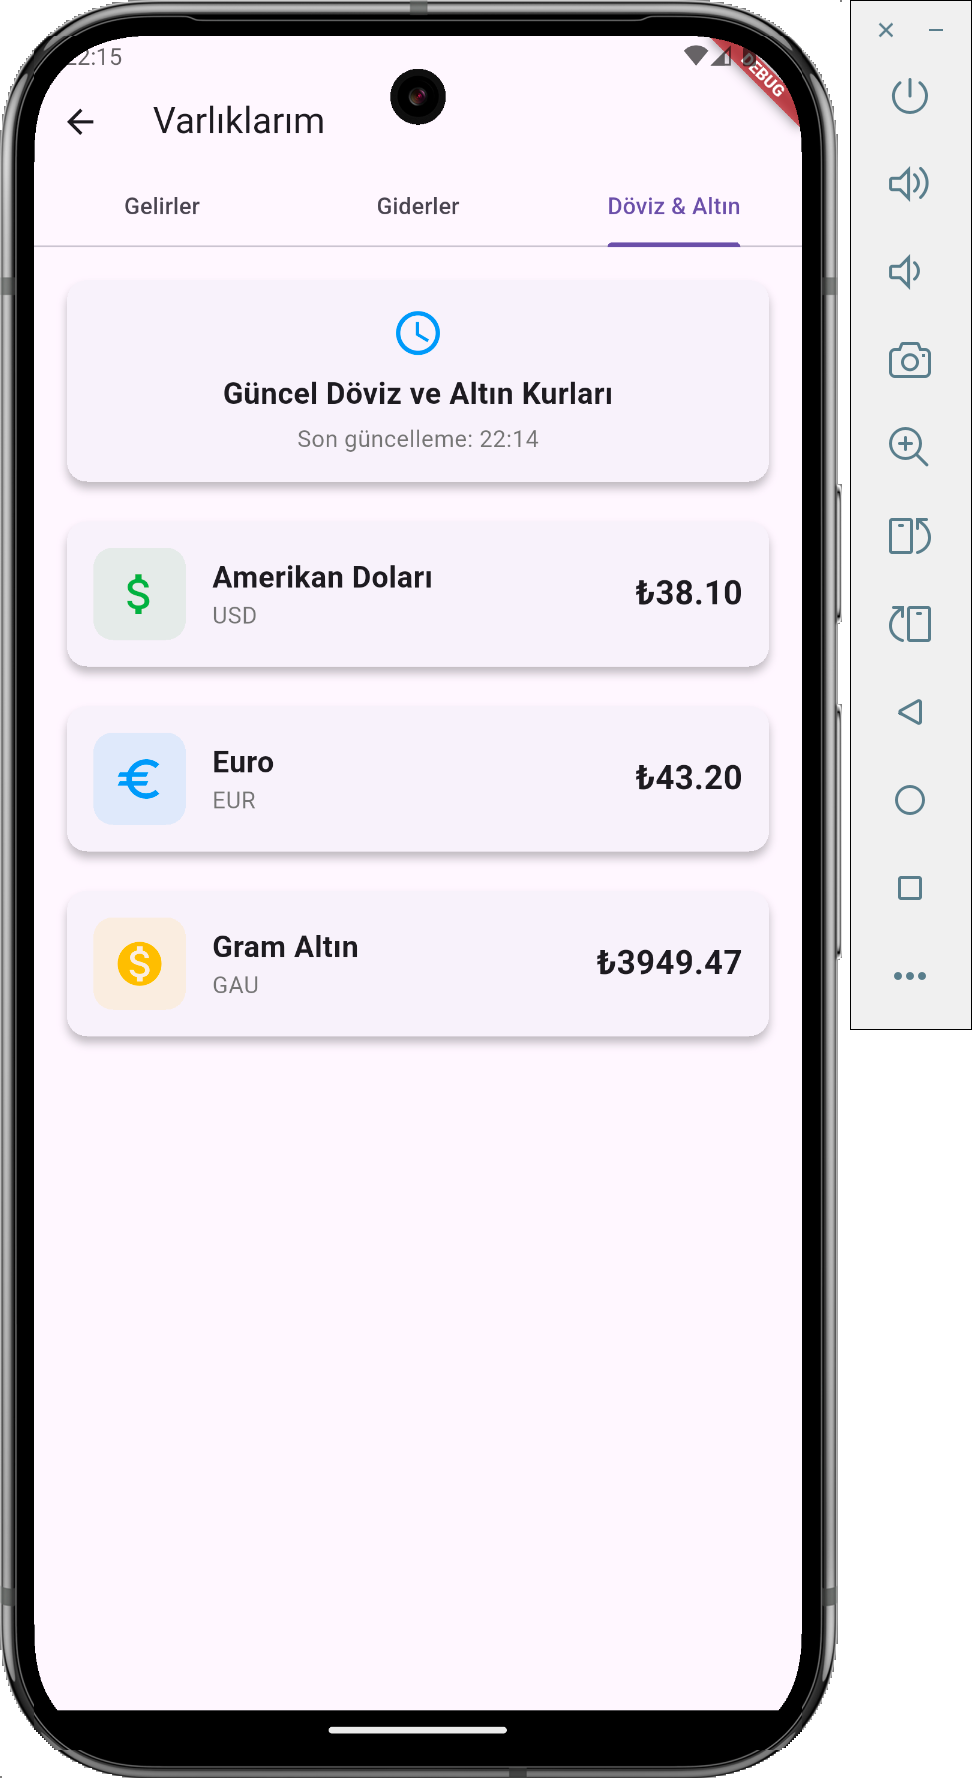 22:15
DEBUG
Varlıklarım
Gelirler
Giderler
Döviz & Altın
Güncel Döviz ve Altın Kurları
Son güncelleme: 22:14
$
Amerikan Doları
USD
₺38.10
€
Euro
EUR
₺43.20
$
Gram Altın
GAU
₺3949.47